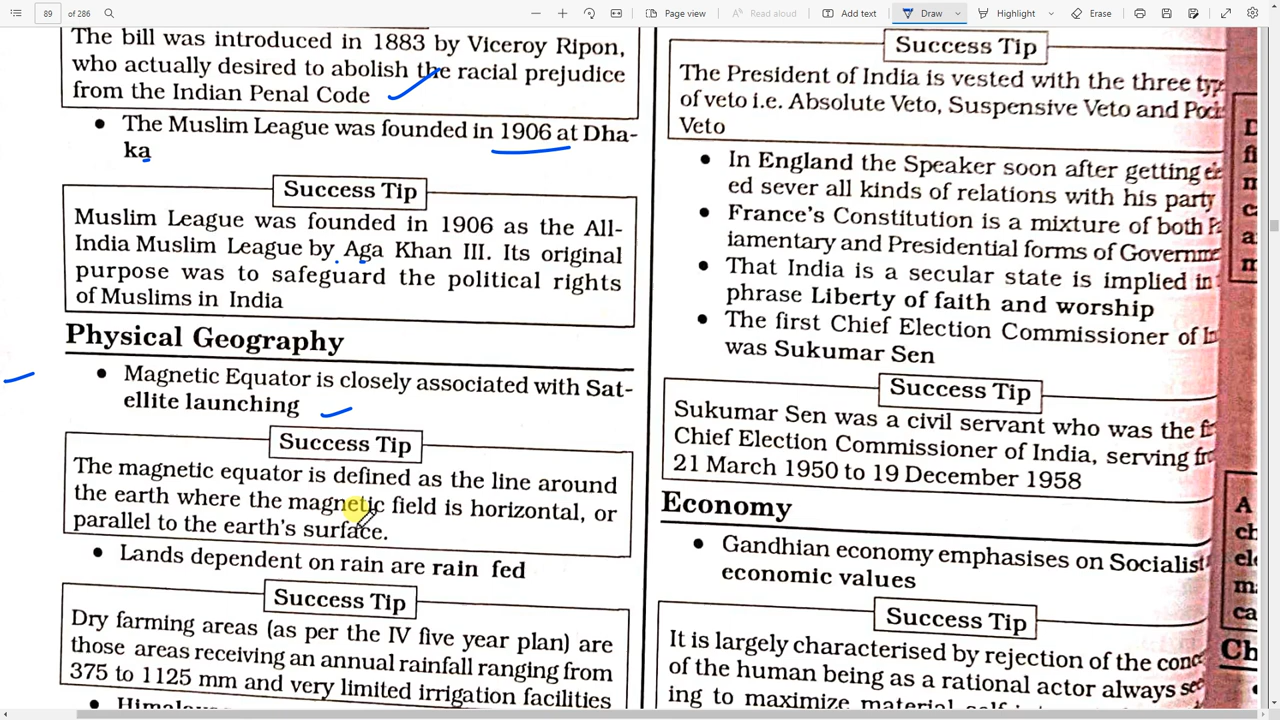 89 of 286
Page view
Read aloud
Add text
Draw
Highlight
Erase
The bill was introduced in 1883 by Viceroy Ripon,
who actually desired to abolish the racial prejudice
from the Indian Penal Code
• The Muslim League was founded in 1906 at Dha-
ka
Success Tip
Muslim League was founded in 1906 as the All-
India Muslim League by Aga Khan III. Its original
purpose was to safeguard the political rights
of Muslims in India
Physical Geography
• Magnetic Equator is closely associated with Sat-
ellite launching
Success Tip
The magnetic equator is defined as the line around
the earth where the magnetic field is horizontal, or
parallel to the earth's surface.
• Lands dependent on rain are rain fed
Success Tip
Dry farming areas (as per the IV five year plan) are
those areas receiving an annual rainfall ranging from
375 to 1125 mm and very limited irrigation facilities
Success Tip
The President of India is vested with the three
of veto i.e. Absolute Veto, Suspensive Veto and
Veto
• In England the Speaker soon after getting
ed sever all kinds of relations with his party
• France's Constitution is a mixture of both
iamentary and Presidential forms of
• That India is a secular state is implied in
phrase Liberty of faith and worship
• The first Chief Election Commissioner of
was Sukumar Sen
Success Tip
Sukumar Sen was a civil servant who was the
Chief Election Commissioner of India, serving
21 March 1950 to 19 December 1958
Economy
• Gandhian economy emphasises on Socialist
economic values
Success Tip
It is largely characterised by rejection of the
of the human being as a rational actor always
ing to maximize material